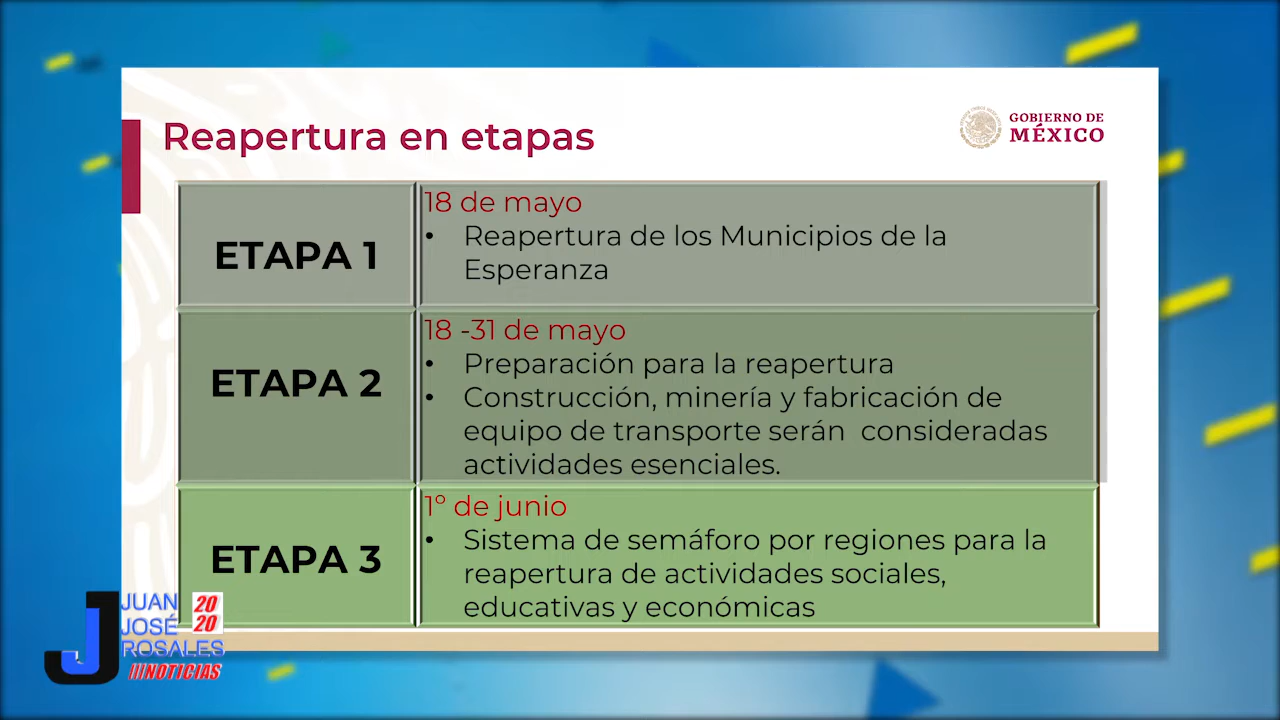 Reapertura en etapas
GOBIERNO DE
MÉXICO
ETAPA 1
18 de mayo
• Reapertura de los Municipios de la
Esperanza
ETAPA 2
18 -31 de mayo
• Preparación para la reapertura
• Construcción, minería y fabricación de
equipo de transporte serán  consideradas
actividades esenciales.
ETAPA 3
1º de junio
• Sistema de semáforo por regiones para la
reapertura de actividades sociales,
educativas y económicas
J
JUAN
JOSÉ
ROSALES
20
20
///NOTICIAS